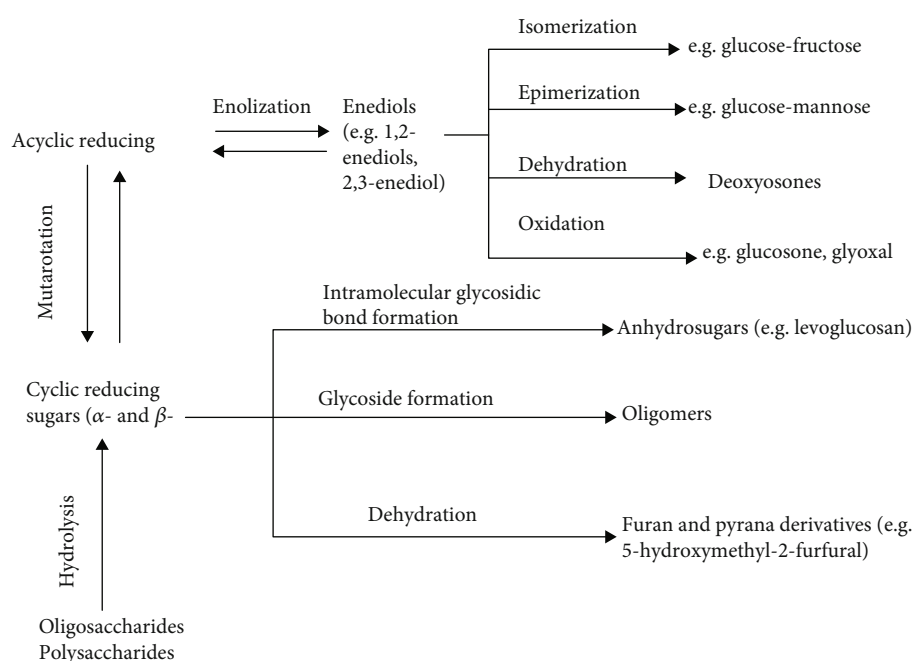 Isomerization
e.g. glucose-fructose
Enolization
Enediols
(e.g. 1,2-
enediols,
2,3-enediol)
Epimerization
e.g. glucose-mannose
Acyclic reducing
Dehydration
Deoxyosones
Oxidation
e.g. glucosone, glyoxal
Mutarotation
Intramolecular glycosidic
bond formation
Anhydrosugars (e.g. levoglucosan)
Cyclic reducing
sugars (α- and β-
Glycoside formation
Oligomers
Dehydration
Furan and pyrana derivatives (e.g.
5-hydroxymethyl-2-furfural)
Hydrolysis
Oligosaccharides
Polysaccharides